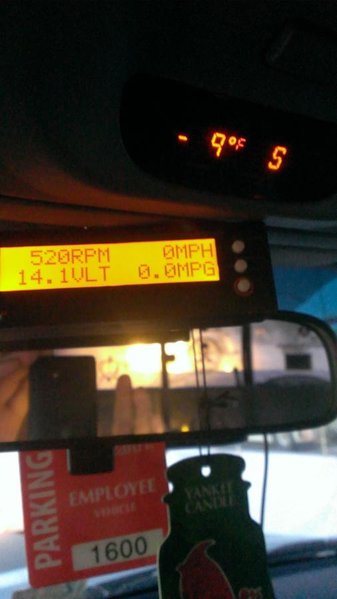 - 9°F S
520RPM 0MPH
14.1VLT 0.0MPG
PARKING
EMPLOYEE
VEHICLE
1600
YANKEE
CANDLE